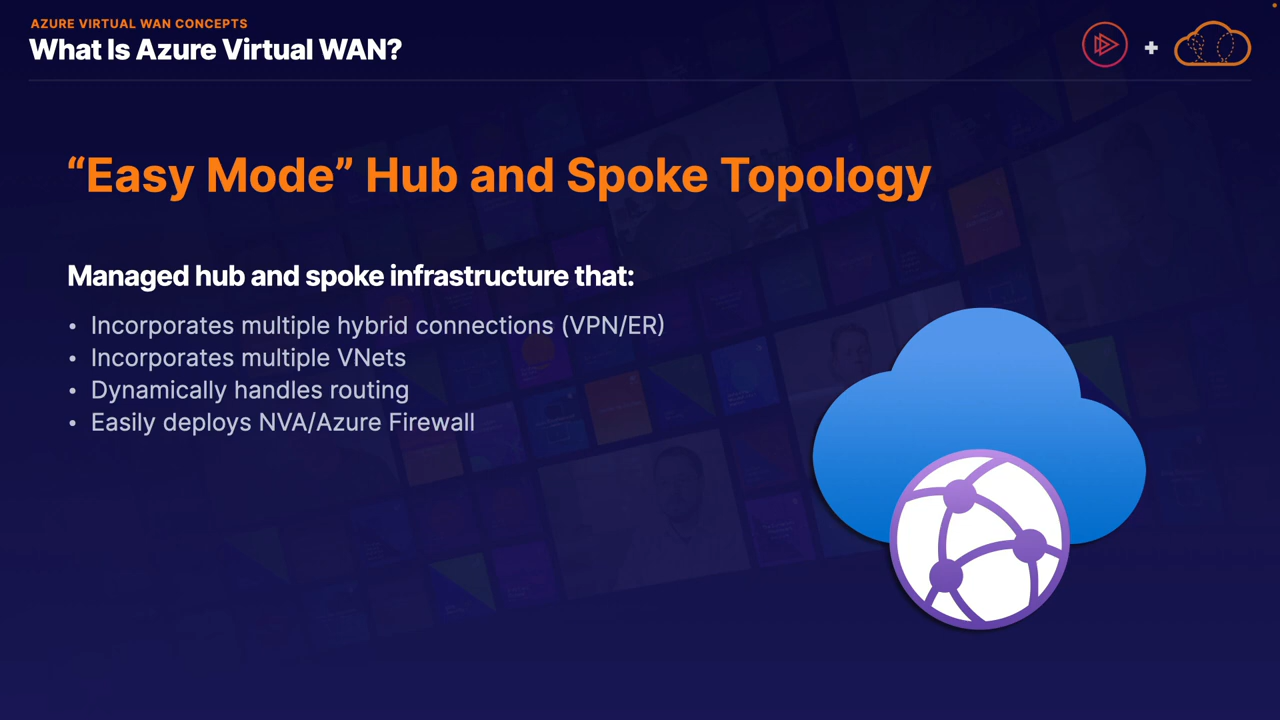 AZURE VIRTUAL WAN CONCEPTS
What Is Azure Virtual WAN?
“Easy Mode” Hub and Spoke Topology
Managed hub and spoke infrastructure that:
• Incorporates multiple hybrid connections (VPN/ER)
• Incorporates multiple VNets
• Dynamically handles routing
• Easily deploys NVA/Azure Firewall